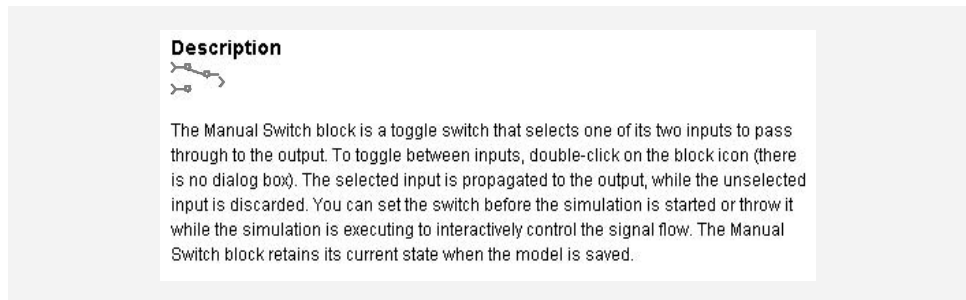 Description
The Manual Switch block is a toggle switch that selects one of its two inputs to pass
through to the output. To toggle between inputs, double-click on the block icon (there
is no dialog box). The selected input is propagated to the output, while the unselected
input is discarded. You can set the switch before the simulation is started or throw it
while the simulation is executing to interactively control the signal flow. The Manual
Switch block retains its current state when the model is saved.